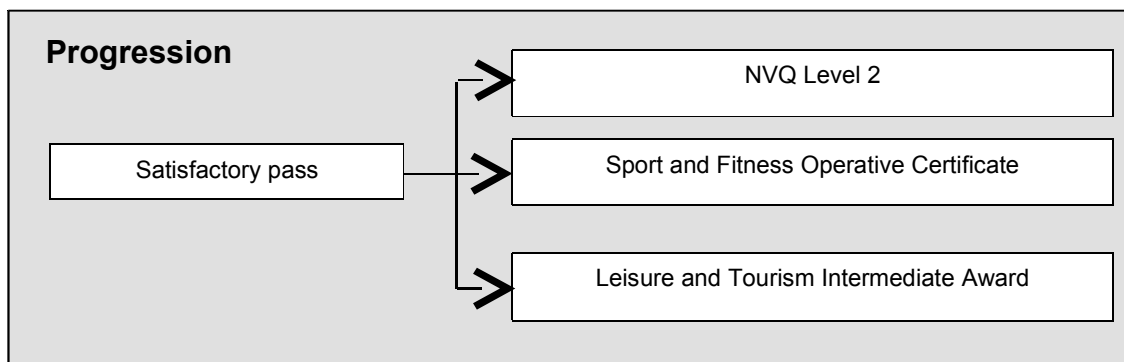 Progression
NVQ Level 2
Satisfactory pass
Sport and Fitness Operative Certificate
Leisure and Tourism Intermediate Award